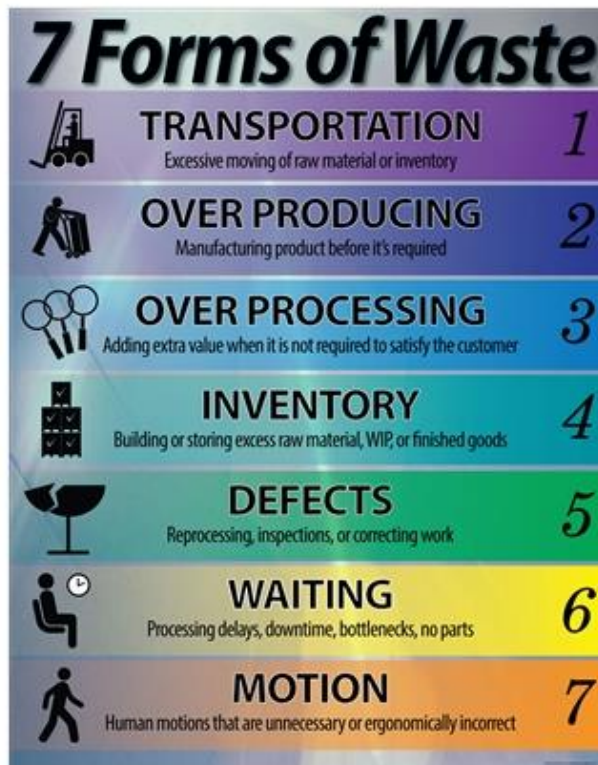 7 Forms of Waste
TRANSPORTATION 1
Excessive moving of raw material or inventory
OVER PRODUCING 2
Manufacturing product before it's required
OVER PROCESSING 3
Adding extra value when it is not required to satisfy the customer
INVENTORY 4
Building or storing excess raw material, WIP, or finished goods
DEFECTS 5
Reprocessing, inspections, or correcting work
WAITING 6
Processing delays, downtime, bottlenecks, no parts
MOTION 7
Human motions that are unnecessary or ergonomically incorrect